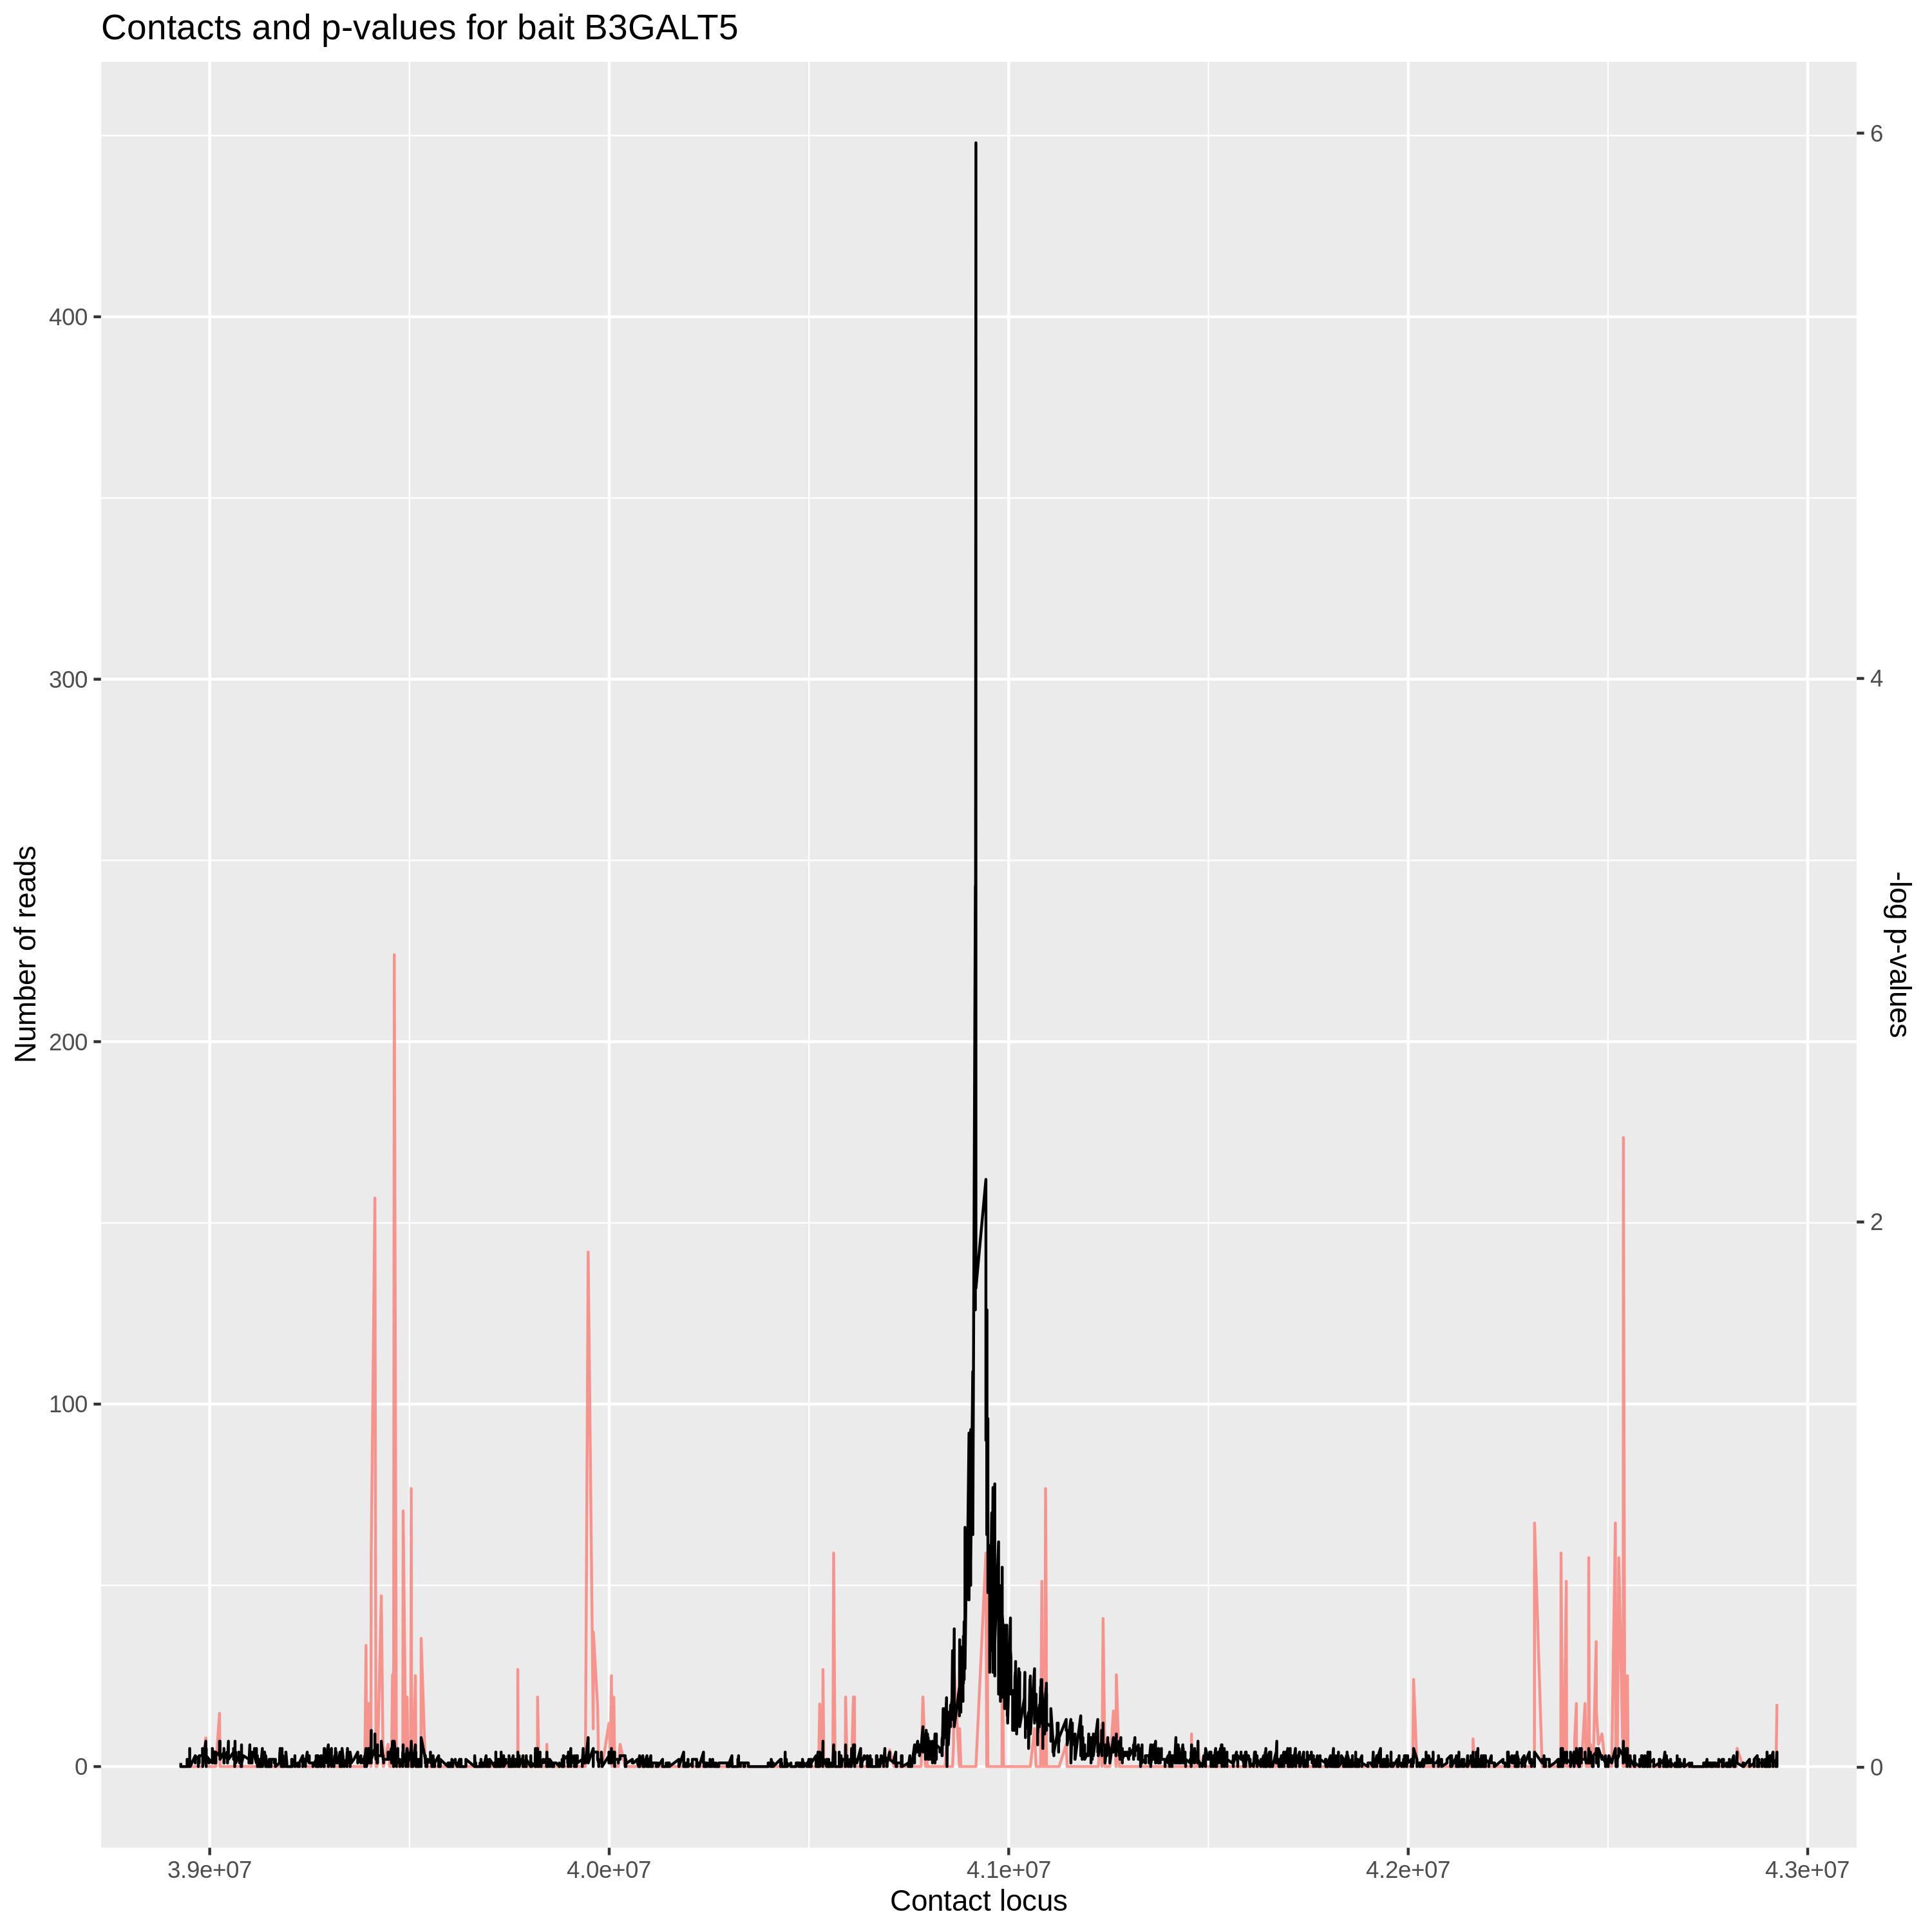 Contacts and p-values for bait B3GALT5
6
400
300
4
Number of reads
-log p-values
200
2
100
0
0
3.9e+07
4.0e+07
4.1e+07
4.2e+07
4.3e+07
Contact locus